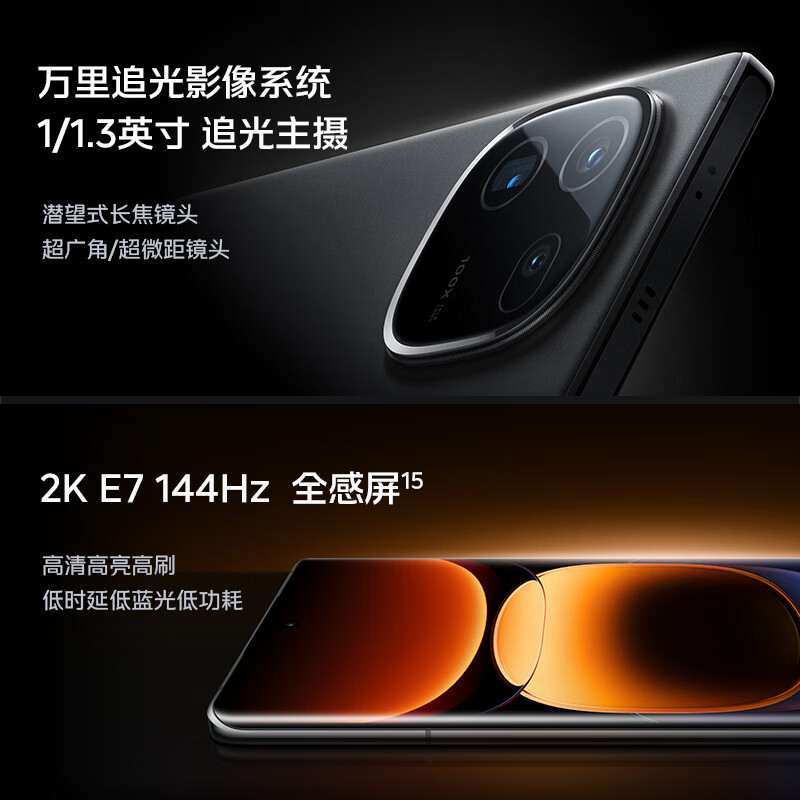 万里追光影像系统
1/1.3英寸 追光主摄
潜望式长焦镜头
超广角/超微距镜头
100X
2K E7 144Hz 全感屏15
高清高亮高刷
低时延低蓝光低功耗